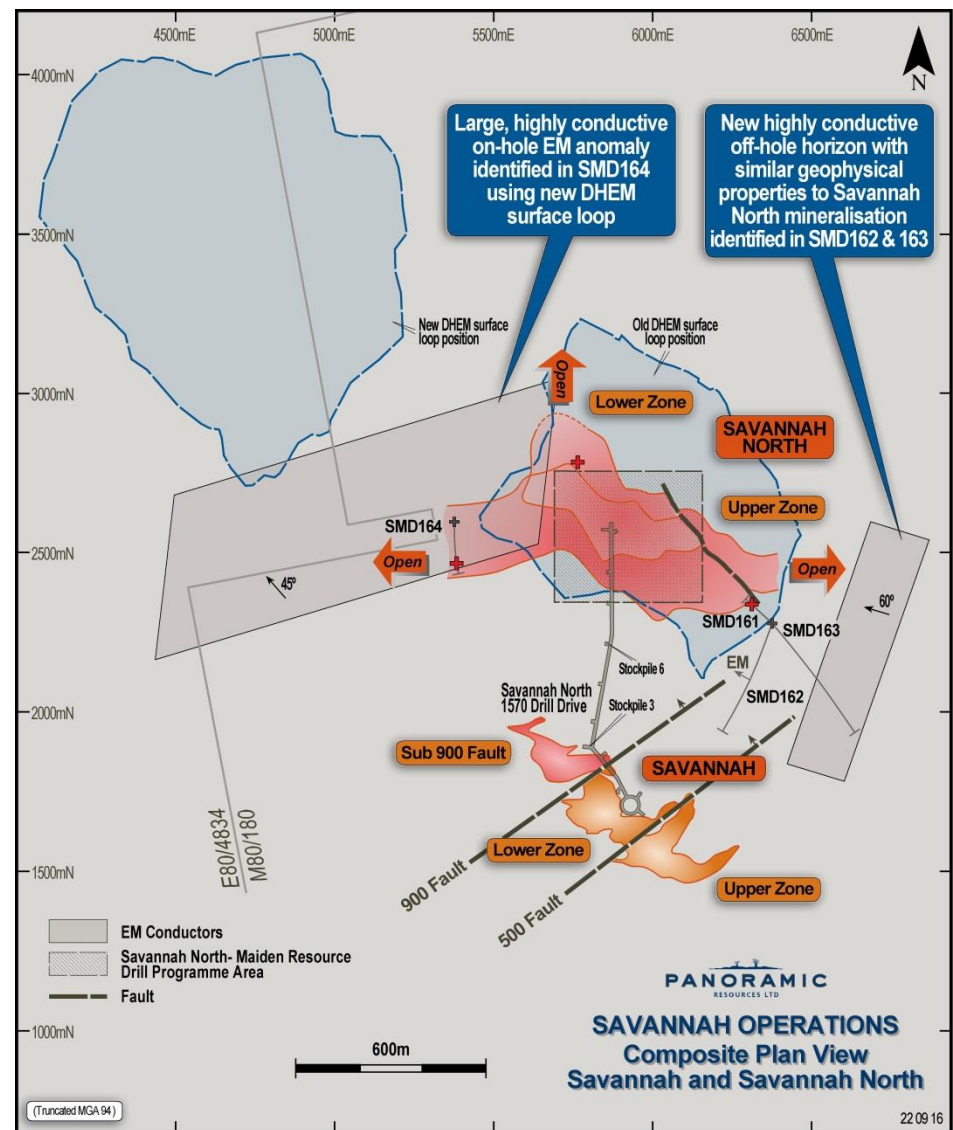 4500mE
5000mE
5500mE
6000mE
6500mE
4000mN
3500mN
3000mN
2500mN
2000mN
1500mN
1000mN
N
Large, highly conductive
on-hole EM anomaly
identified in SMD164
using new DHEM
surface loop
New highly conductive
off-hole horizon with
similar geophysical
properties to Savannah
North mineralisation
identified in SMD162 & 163
New DHEM surface
loop position
Old DHEM surface
loop position
Open
Lower Zone
SAVANNAH
NORTH
Upper Zone
SMD164
Open
Open
45°
60°
SMD161
SMD163
EM
SMD162
Stockpile 6
Savannah North
1570 Drill Drive
Stockpile 3
Sub 900 Fault
SAVANNAH
Lower Zone
Upper Zone
900 Fault
500 Fault
E80/4834
M80/180
EM Conductors
Savannah North- Maiden Resource
Drill Programme Area
Fault
600m
PANORAMIC
RESOURCES LTD
SAVANNAH OPERATIONS
Composite Plan View
Savannah and Savannah North
(Truncated MGA 94)
22 09 16